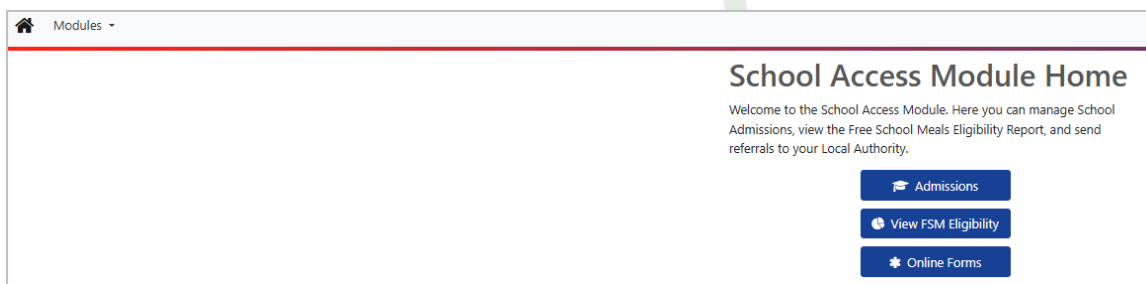 Modules
School Access Module Home
Welcome to the School Access Module. Here you can manage School
Admissions, view the Free School Meals Eligibility Report, and send
referrals to your Local Authority.
Admissions
View FSM Eligibility
Online Forms